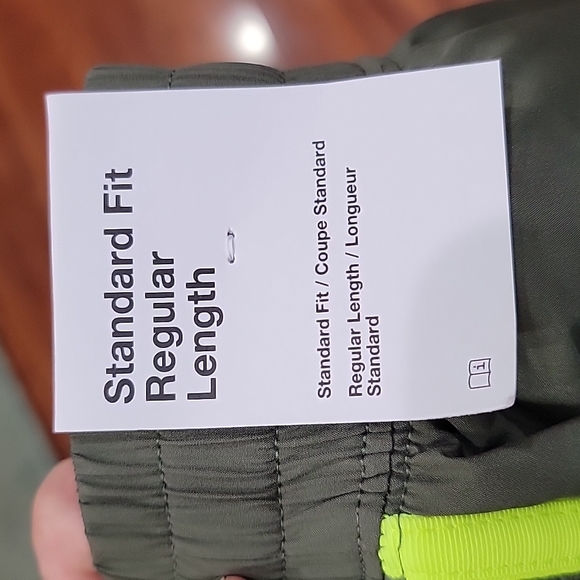 Standard Fit
Regular
Length
Standard Fit / Coupe Standard
Regular Length / Longueur
Standard
i